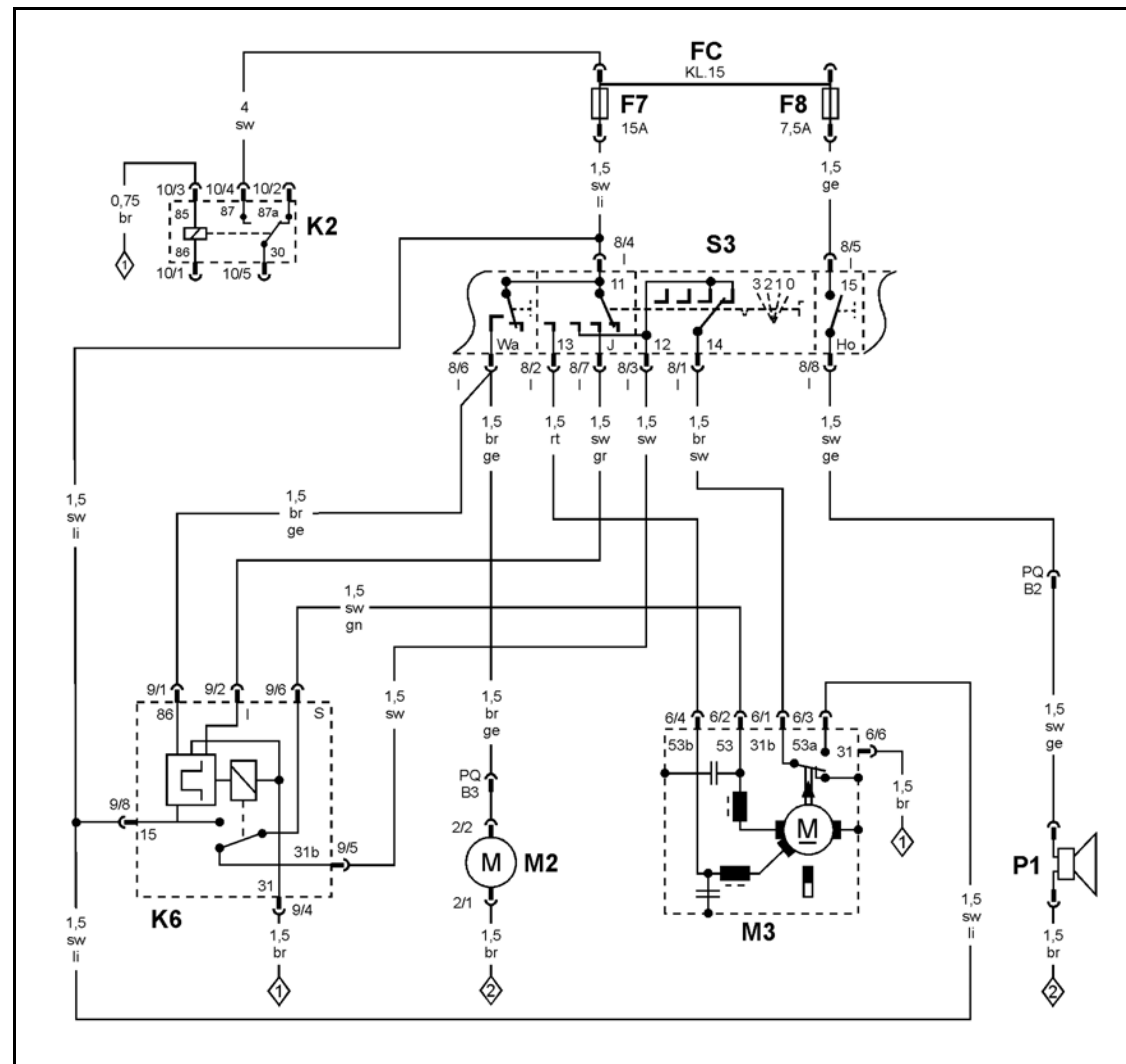 FC
KL.15
F7
15A
F8
7,5A
4
sw
1,5
sw
li
1,5
ge
0,75
br
1
10/3
10/4
10/2
85
87
87a
86
30
K2
10/1
10/5
S3
8/4
I
8/5
I
11
3 2 1 0
15
Wa
13
J
12
14
Ho
8/6
I
8/2
I
8/7
I
8/3
I
8/1
I
8/8
I
1,5
br
ge
1,5
rt
1,5
sw
gr
1,5
sw
1,5
br
sw
1,5
sw
ge
1,5
sw
li
1,5
br
ge
PQ
B2
1,5
sw
gn
9/1
9/2
9/6
86
I
S
1,5
sw
1,5
br
ge
6/4
6/2
6/1
6/3
53b
53
31b
53a
31
6/6
1,5
br
1
1,5
sw
ge
9/8
15
31b
9/5
31
9/4
K6
PQ
B3
2/2
M
M2
2/1
M
M3
P1
1,5
sw
li
1,5
br
1
1,5
br
2
1,5
sw
li
1,5
br
2